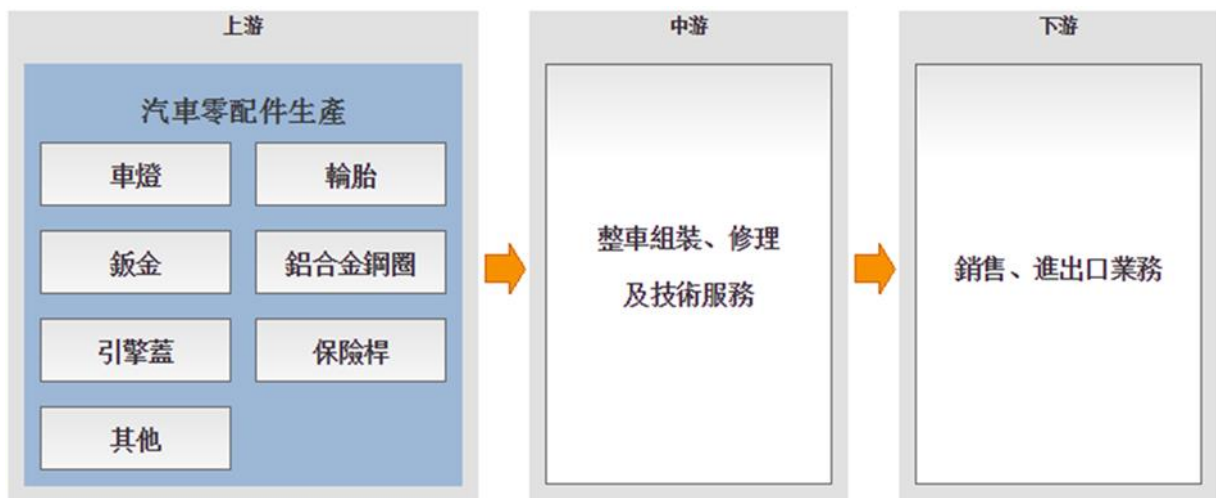 上游
汽車零配件生產
車燈
輪胎
鈑金
鋁合金鋼圈
引擎蓋
保險桿
其他
中游
整車組裝、修理
及技術服務
下游
銷售、進出口業務